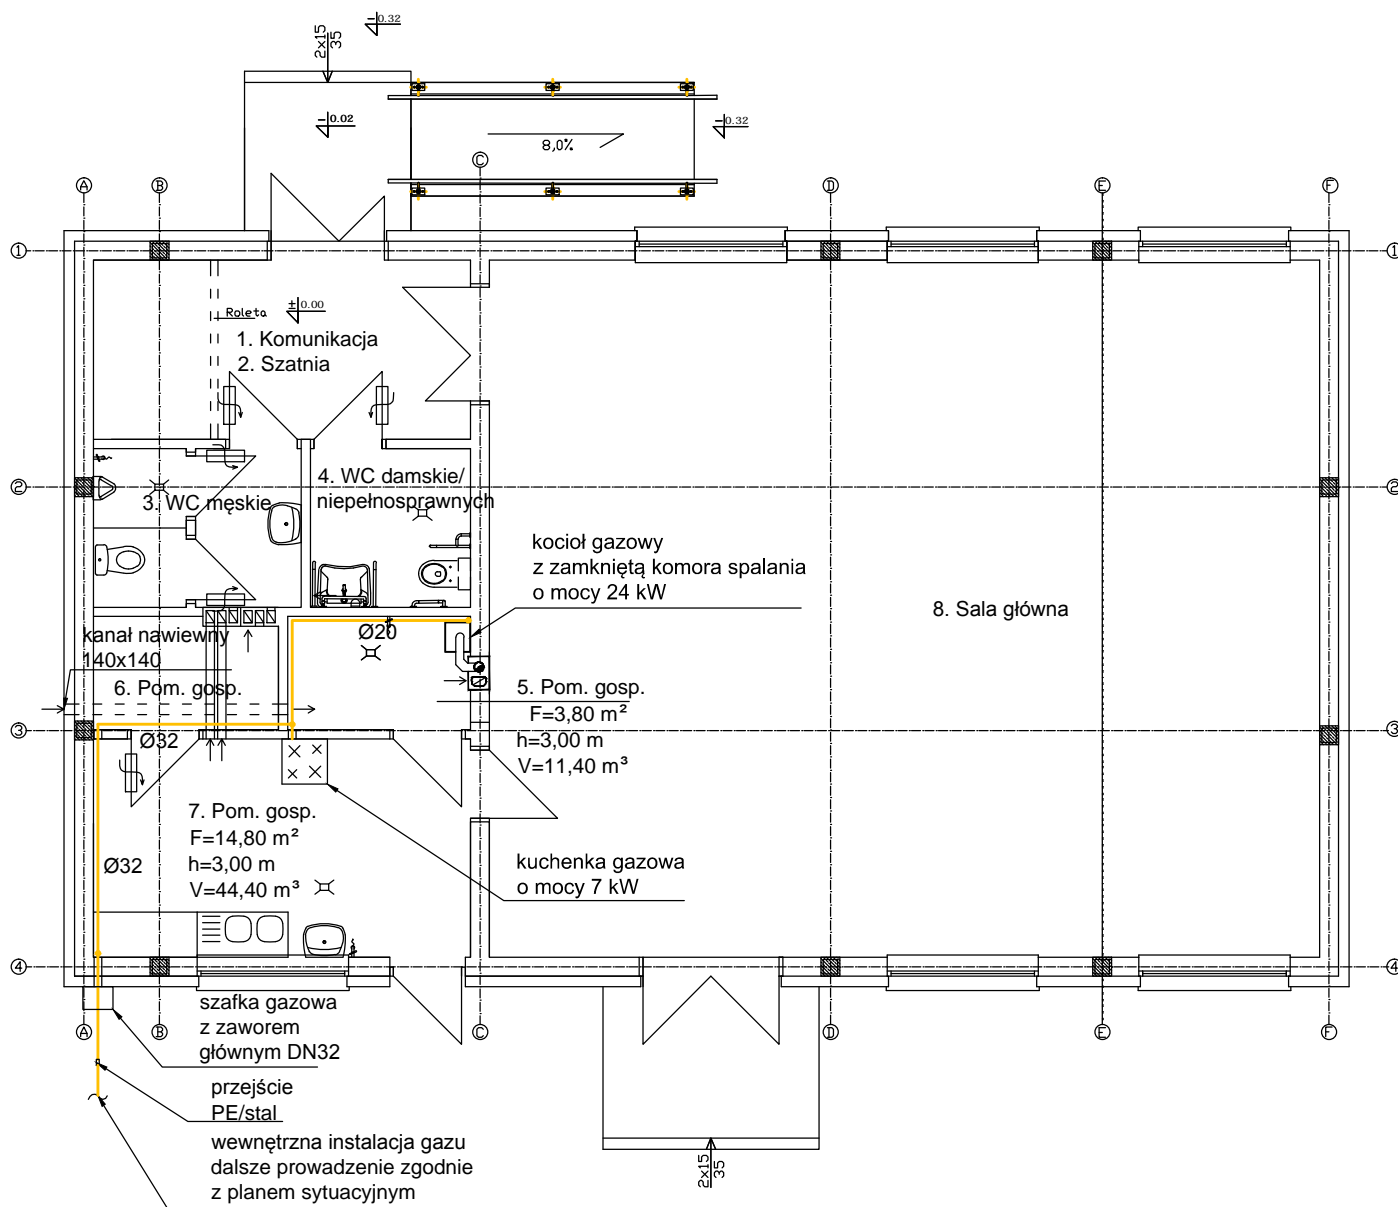 -0.32
2x15
35
-0.02
-0.32
8,0%
C
A
B
D
E
F
1
1
Roleta
±0.00
1. Komunikacja
2. Szatnia
2
2
3. WC męskie
4. WC damskie/
niepełnosprawnych
kocioł gazowy
z zamkniętą komora spalania
o mocy 24 kW
8. Sala główna
kanał nawiewny
140x140
Ø20
6. Pom. gosp.
5. Pom. gosp.
F=3,80 m²
h=3,00 m
V=11,40 m³
3
3
Ø32
7. Pom. gosp.
F=14,80 m²
h=3,00 m
V=44,40 m³
Ø32
kuchenka gazowa
o mocy 7 kW
4
4
szafka gazowa
z zaworem
głównym DN32
A
B
C
D
E
F
przejście
PE/stal
wewnętrzna instalacja gazu
dalsze prowadzenie zgodnie
z planem sytuacyjnym
2x15
35